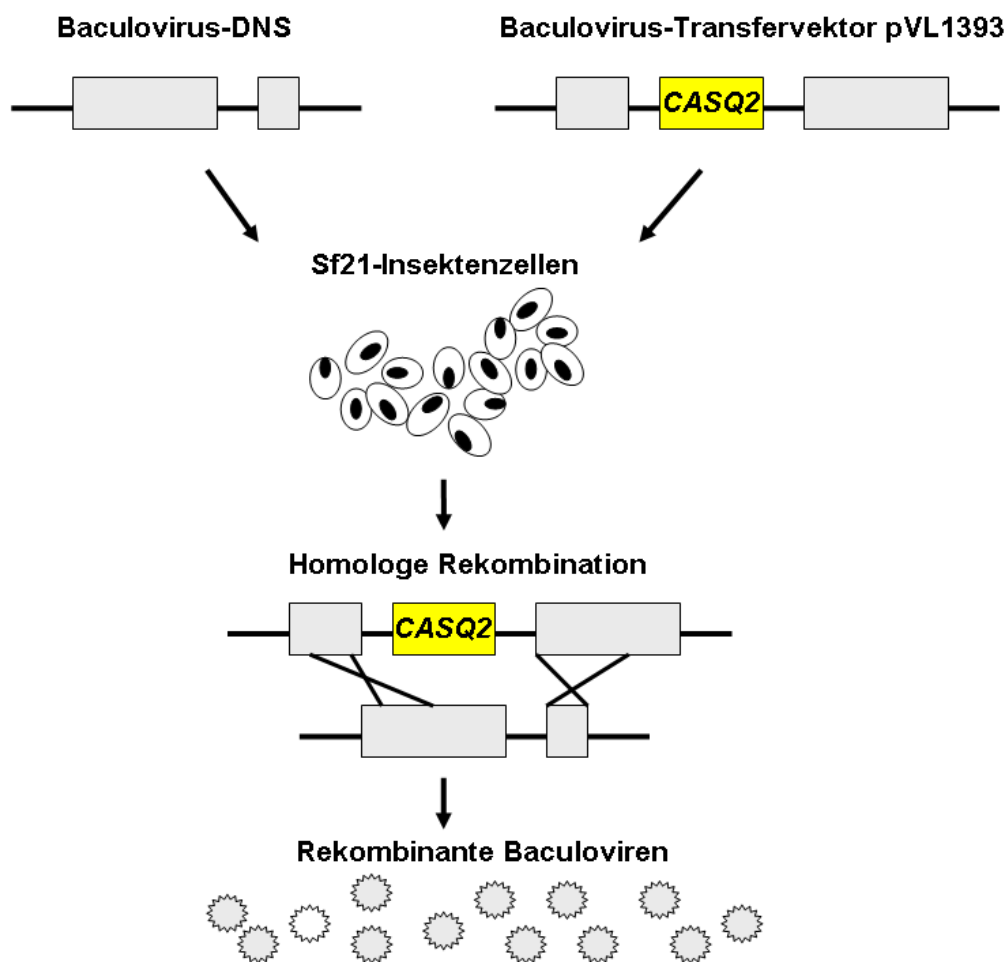 Baculovirus-DNS
Baculovirus-Transfervektor pVL1393
CASQ2
Sf21-Insektenzellen
Homologe Rekombination
CASQ2
Rekombinante Baculoviren